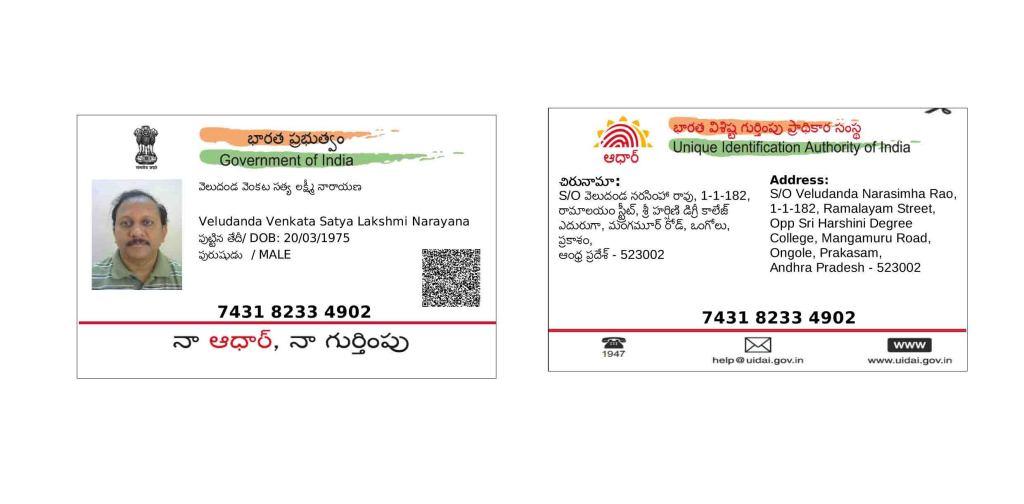 భారత ప్రభుత్వం
Government of India
వెలుదండ వెంకట సత్య లక్ష్మీ నారాయణ
Veludanda Venkata Satya Lakshmi Narayana
పుట్టిన తేదీ/ DOB: 20/03/1975
పురుషుడు / MALE
7431 8233 4902
నా ఆధార్, నా గుర్తింపు
ఆధార్
భారత విశిష్ట గుర్తింపు ప్రాధికార సంస్థ
Unique Identification Authority of India
చిరునామా:
S/O వెలుదండ నరసింహా రావు, 1-1-182,
రామాలయం స్ట్రీట్, శ్రీ హర్షిణి డిగ్రీ కాలేజ్
ఎదురుగా, మంగమూర్ రోడ్, ఒంగోలు,
ప్రకాశం,
ఆంధ్ర ప్రదేశ్ - 523002
Address:
S/O Veludanda Narasimha Rao,
1-1-182, Ramalayam Street,
Opp Sri Harshini Degree
College, Mangamuru Road,
Ongole, Prakasam,
Andhra Pradesh - 523002
7431 8233 4902
1947
help@uidai.gov.in
www
www.uidai.gov.in